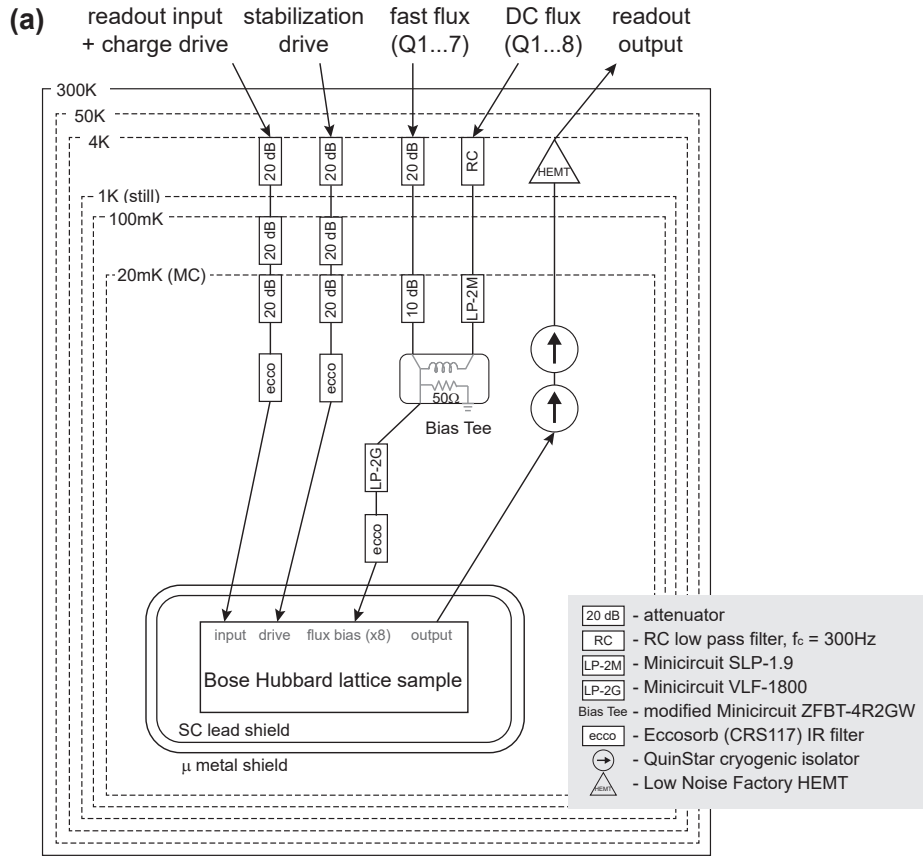 (a)
readout input
+ charge drive
stabilization
drive
fast flux
(Q1...7)
DC flux
(Q1...8)
readout
output
300K
50K
4K
20 dB
20 dB
20 dB
RC
HEMT
1K (still)
100mK
20 dB
20 dB
20mK (MC)
20 dB
20 dB
10 dB
LP-2M
ecco
ecco
50Ω
Bias Tee
LP-2G
ecco
input drive flux bias (x8) output
Bose Hubbard lattice sample
SC lead shield
μ metal shield
20 dB - attenuator
RC - RC low pass filter, fc = 300Hz
LP-2M - Minicircuit SLP-1.9
LP-2G - Minicircuit VLF-1800
Bias Tee - modified Minicircuit ZFBT-4R2GW
ecco - Eccosorb (CRS117) IR filter
- QuinStar cryogenic isolator
HEMT - Low Noise Factory HEMT